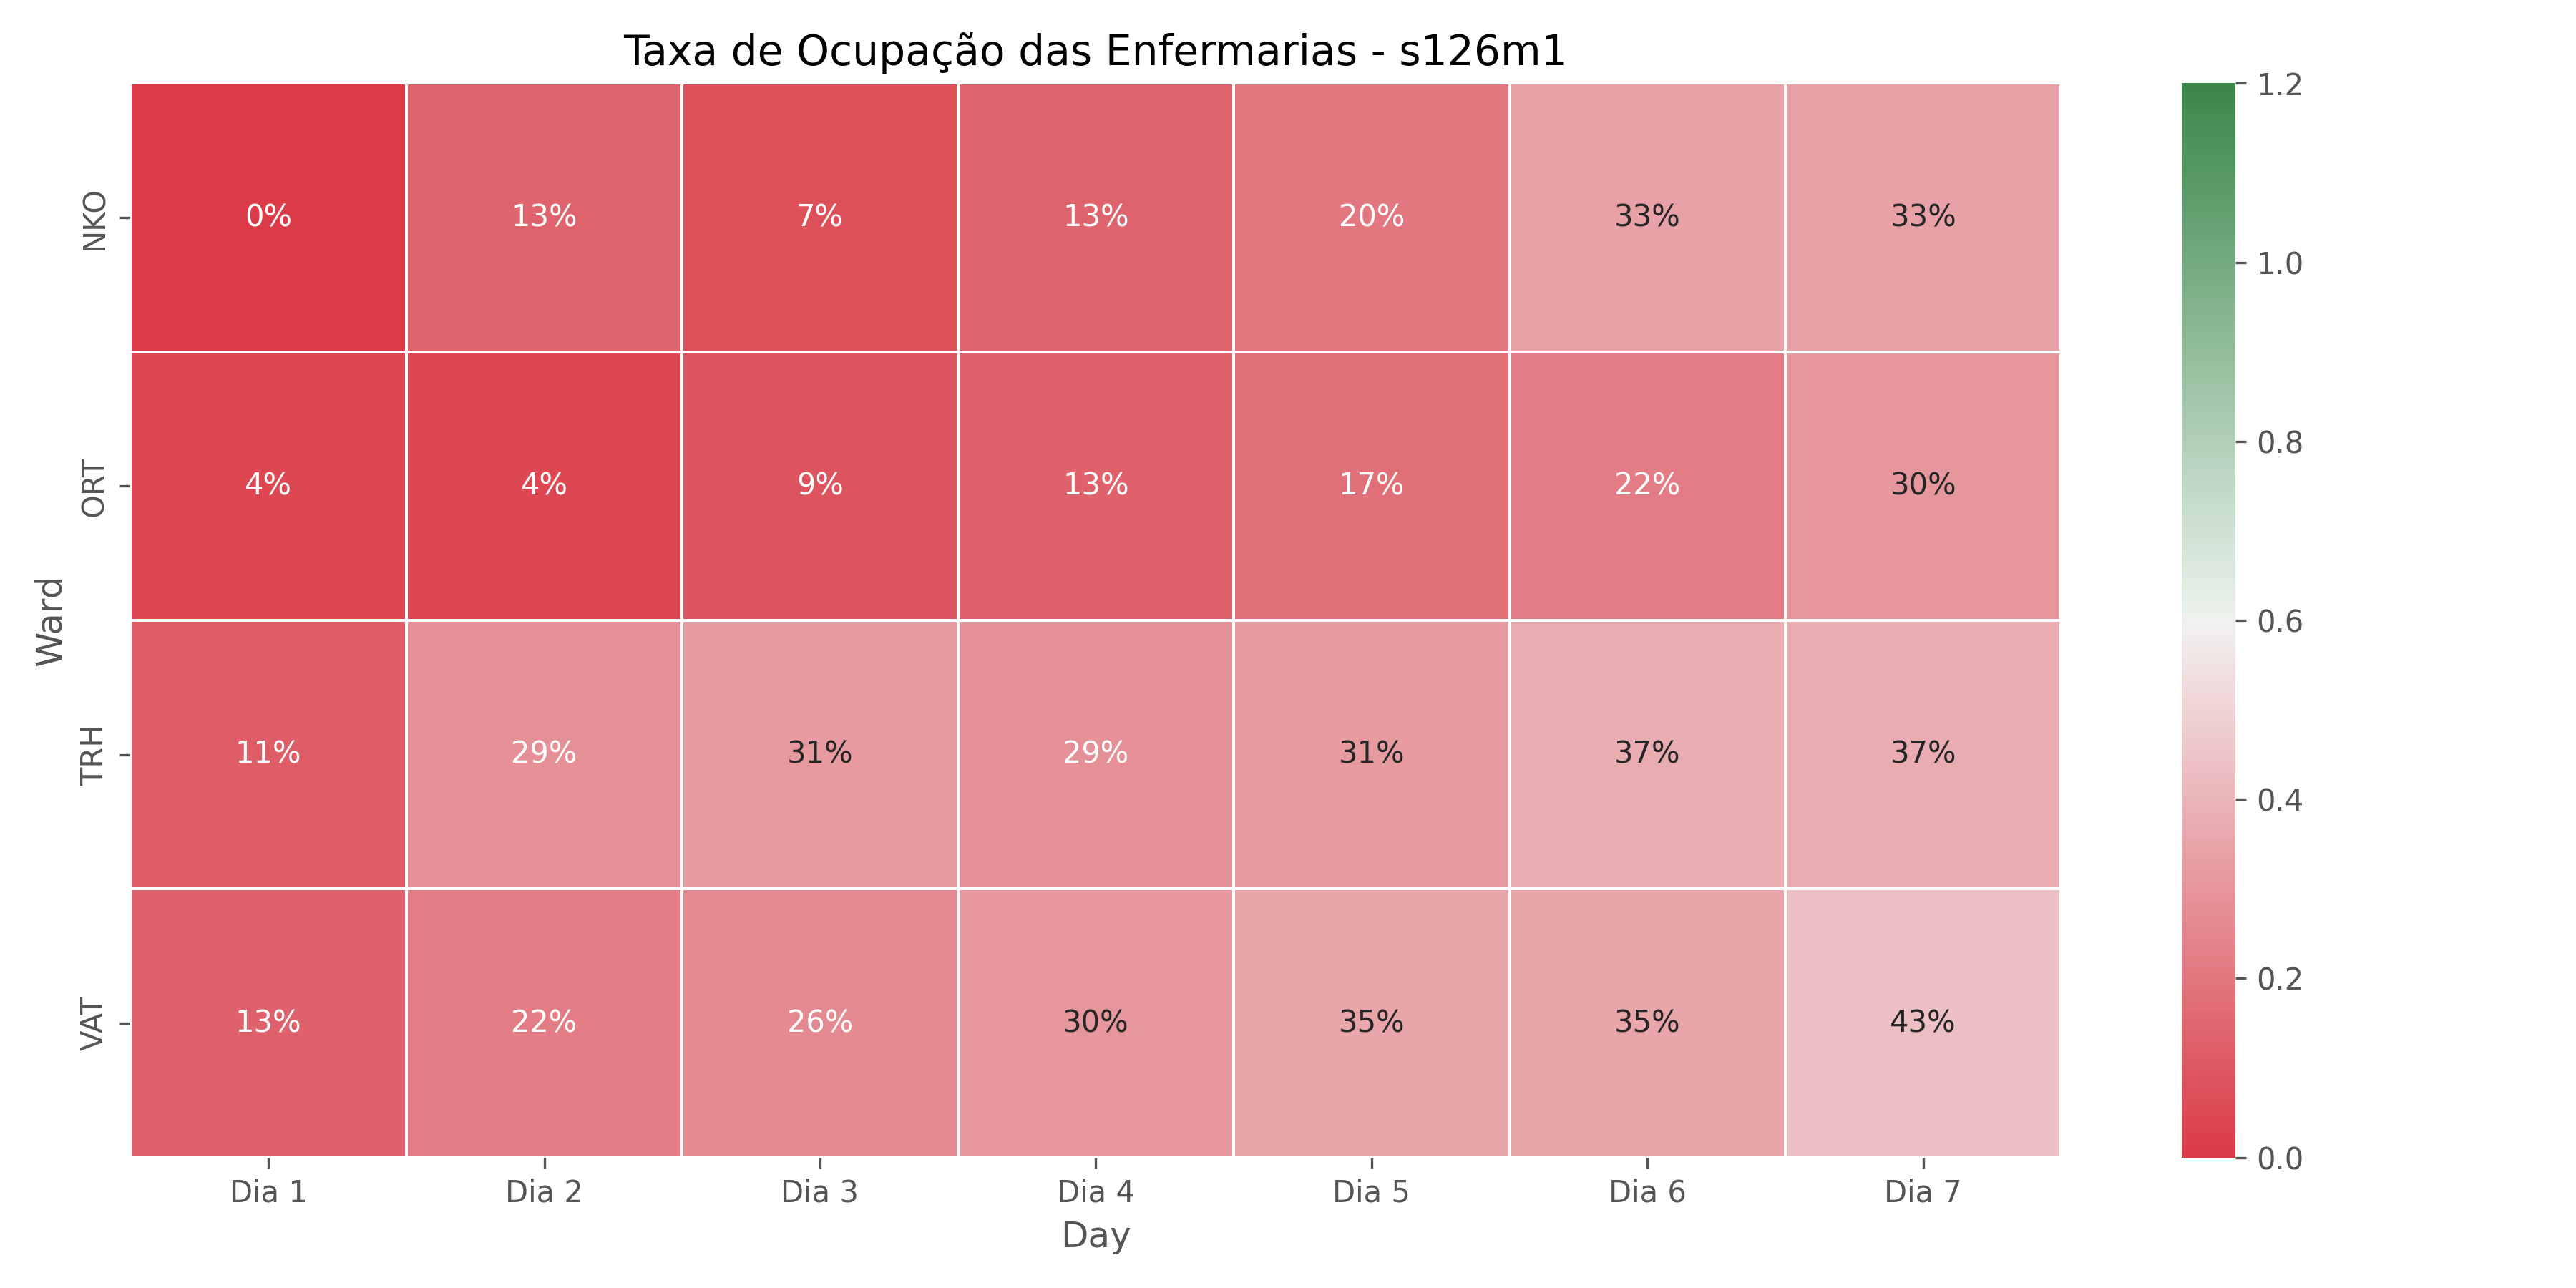 Taxa de Ocupação das Enfermarias - s126m1
NKO 0% 13% 7% 13% 20% 33% 33%
ORT 4% 4% 9% 13% 17% 22% 30%
TRH 11% 29% 31% 29% 31% 37% 37%
VAT 13% 22% 26% 30% 35% 35% 43%
Ward
Dia 1 Dia 2 Dia 3 Dia 4 Dia 5 Dia 6 Dia 7
Day
1.2
1.0
0.8
0.6
0.4
0.2
0.0